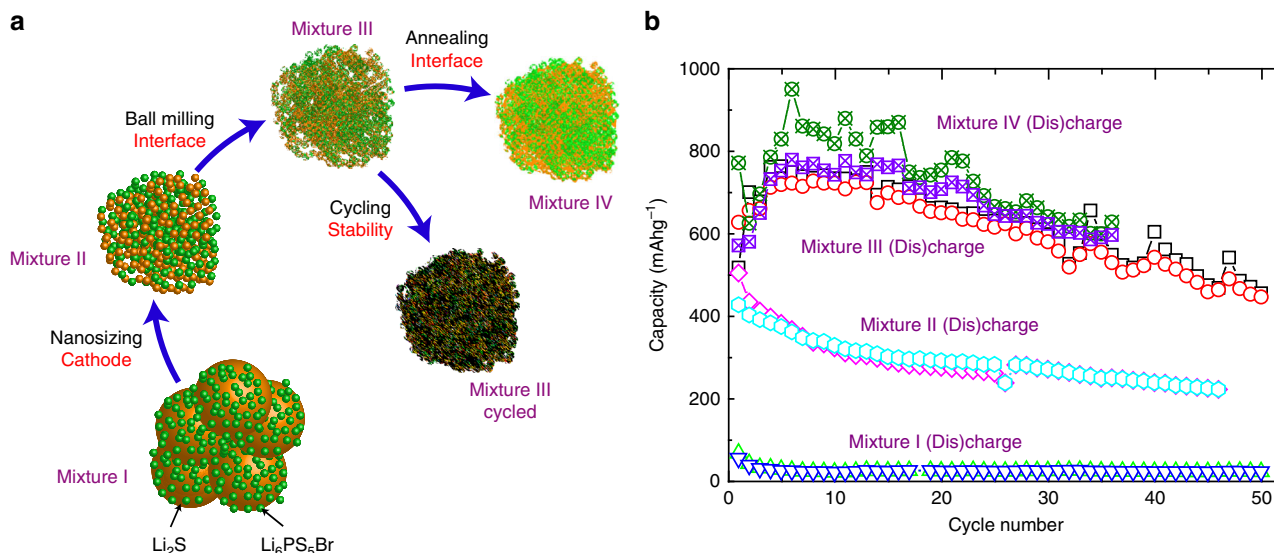 a
Mixture III
Annealing
Interface
Ball milling
Interface
Mixture IV
Cycling
Stability
Mixture II
Nanosizing
Cathode
Mixture III
cycled
Mixture I
Li₂S
Li₆PS₅Br
b
1000
800
600
400
200
0
Capacity (mAhg⁻¹)
Mixture IV (Dis)charge
Mixture III (Dis)charge
Mixture II (Dis)charge
Mixture I (Dis)charge
0 10 20 30 40 50
Cycle number